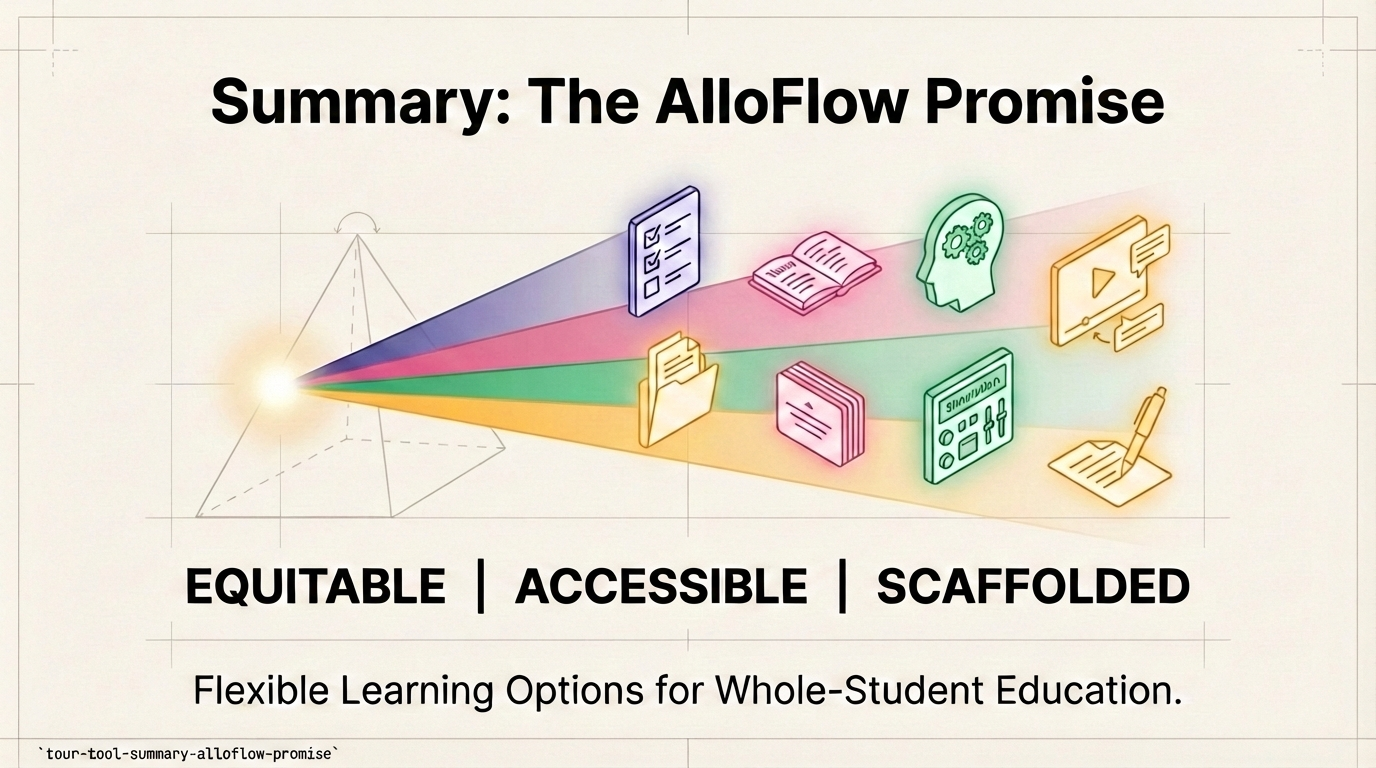 Summary: The AlloFlow Promise
EQUITABLE | ACCESSIBLE | SCAFFOLDED
Flexible Learning Options for Whole-Student Education.
`tour-tool-summary-alloflow-promise`